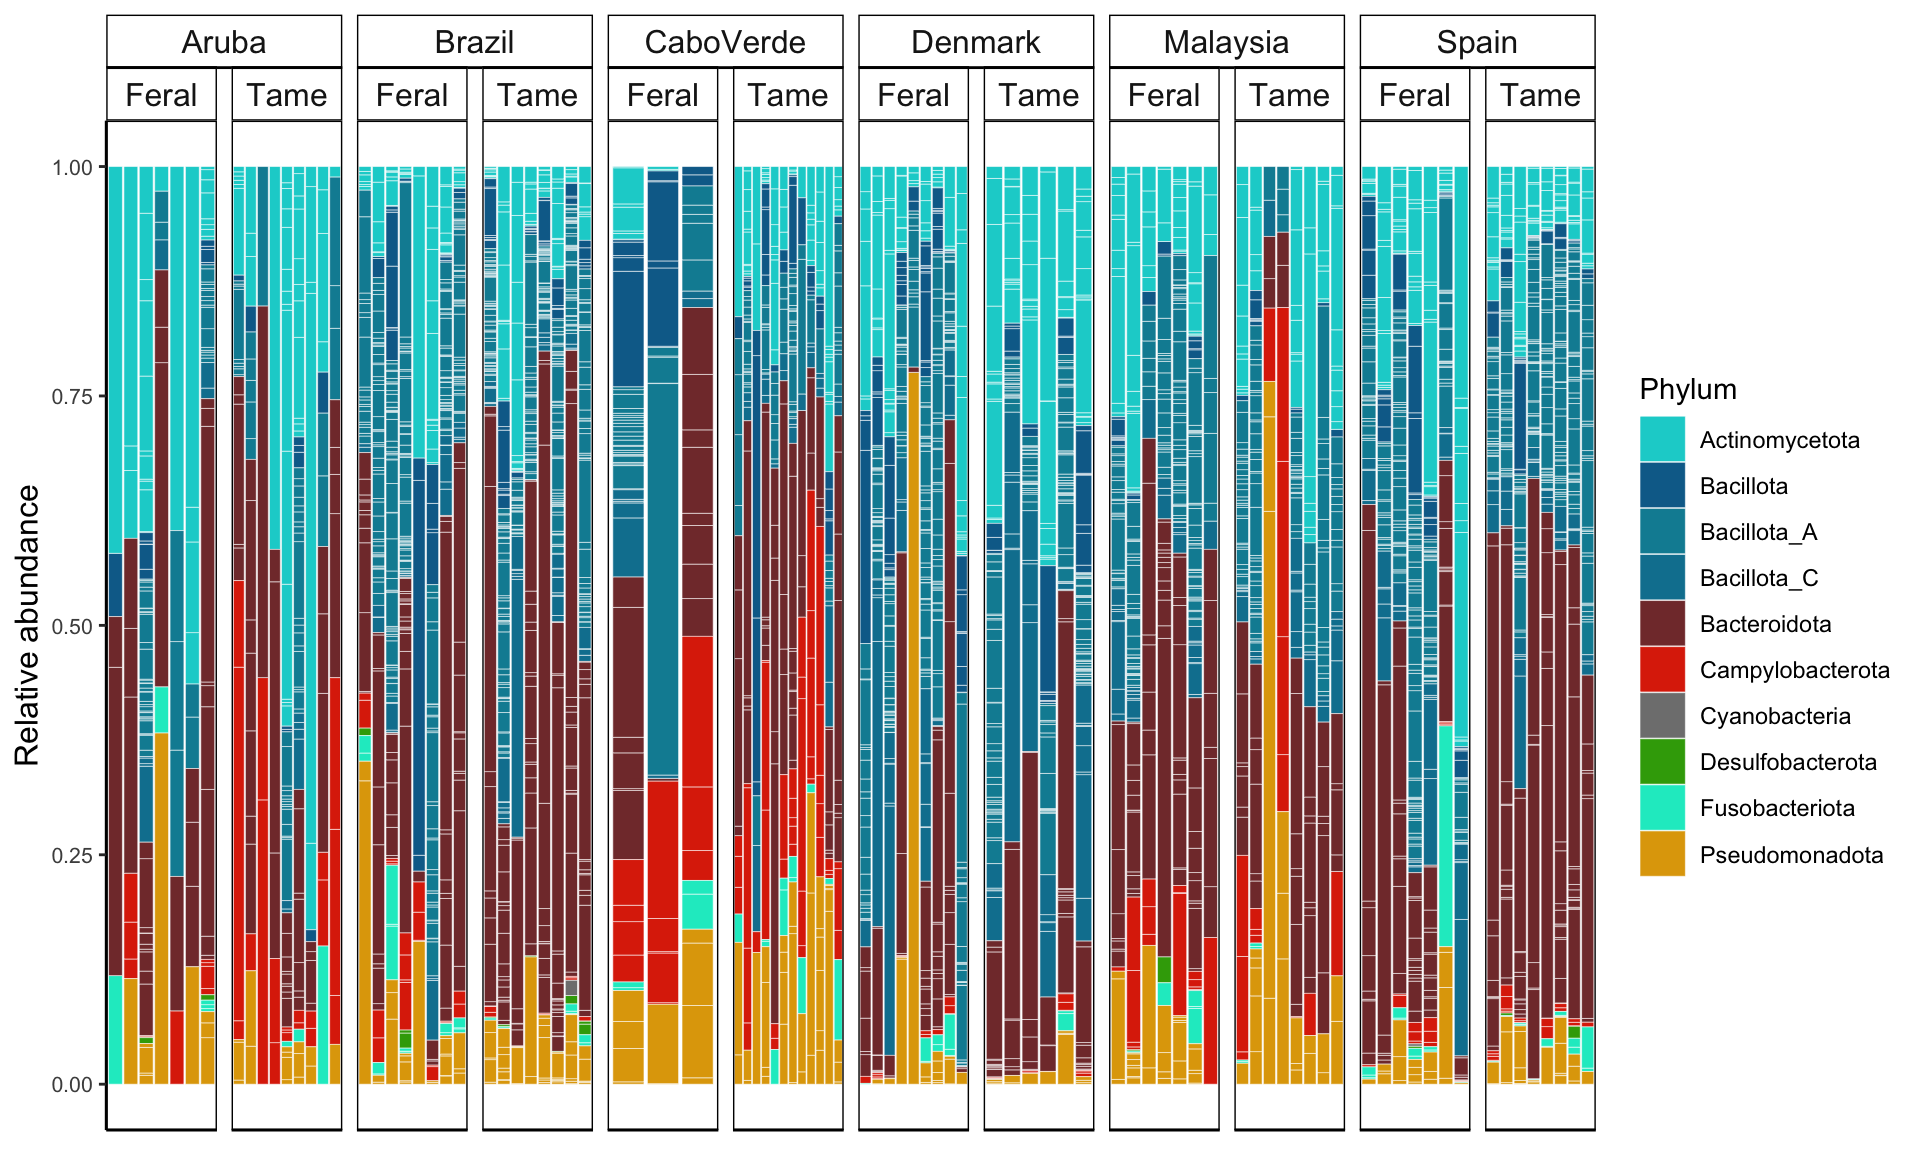 Aruba Brazil CaboVerde Denmark Malaysia Spain
Feral Tame Feral Tame Feral Tame Feral Tame Feral Tame Feral Tame
1.00
0.75
0.50
0.25
0.00
Relative abundance
Phylum
Actinomycetota
Bacillota
Bacillota_A
Bacillota_C
Bacteroidota
Campylobacterota
Cyanobacteria
Desulfobacterota
Fusobacteriota
Pseudomonadota